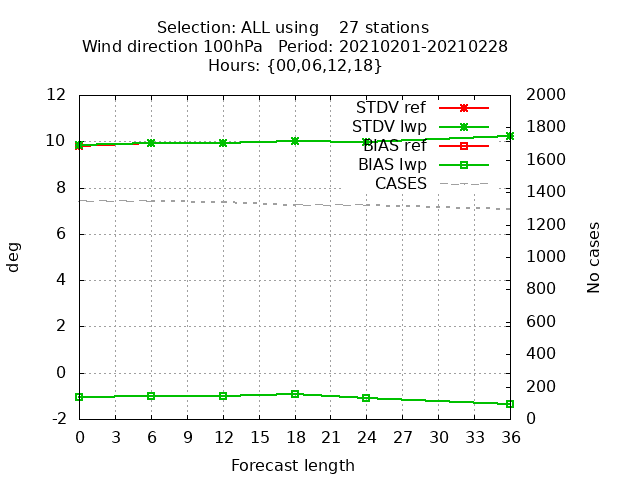 Selection: ALL using 27 stations
Wind direction 100hPa Period: 20210201-20210228
Hours: {00,06,12,18}
12 2000
STDV ref
1800
STDV lwp
10 BIAS ref
1600
BIAS lwp
CASES
8 1400
1200
6
1000
4
800
2 600
400
0
200
-2 0
deg
No cases
0 3 6 9 12 15 18 21 24 27 30 33 36
Forecast length